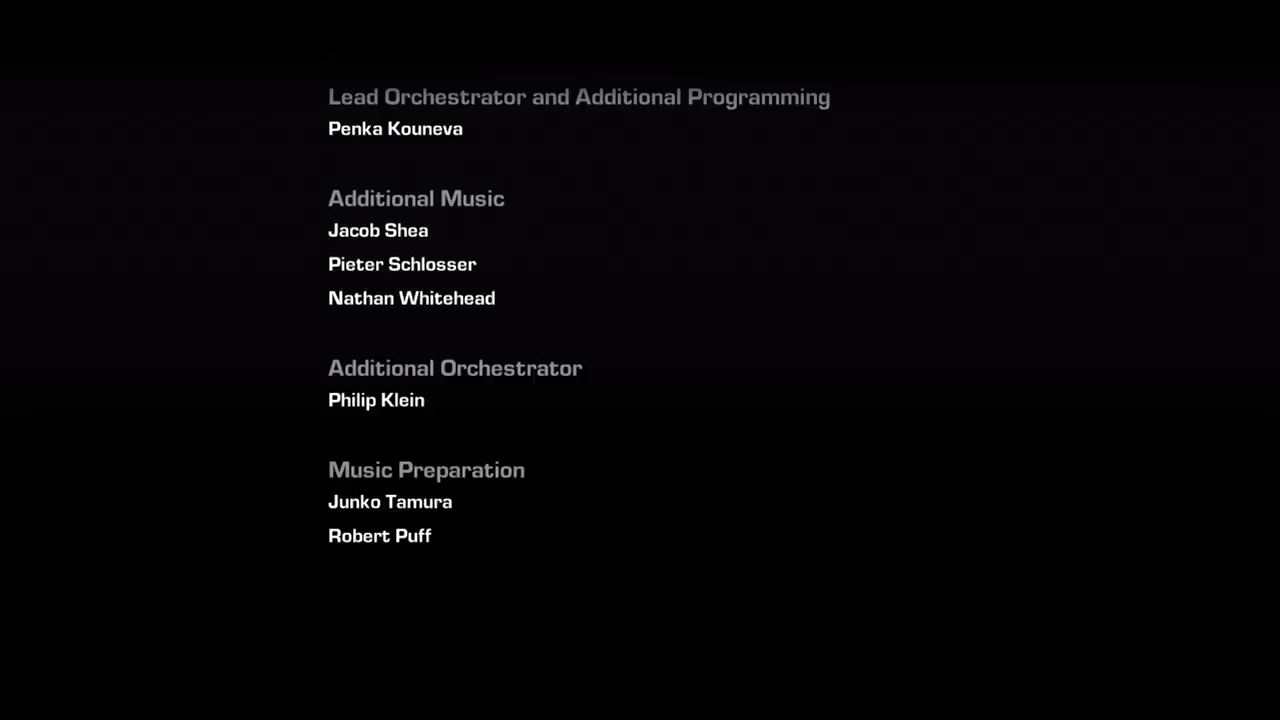 Lead Orchestrator and Additional Programming
Penka Kouneva
Additional Music
Jacob Shea
Pieter Schlosser
Nathan Whitehead
Additional Orchestrator
Philip Klein
Music Preparation
Junko Tamura
Robert Puff